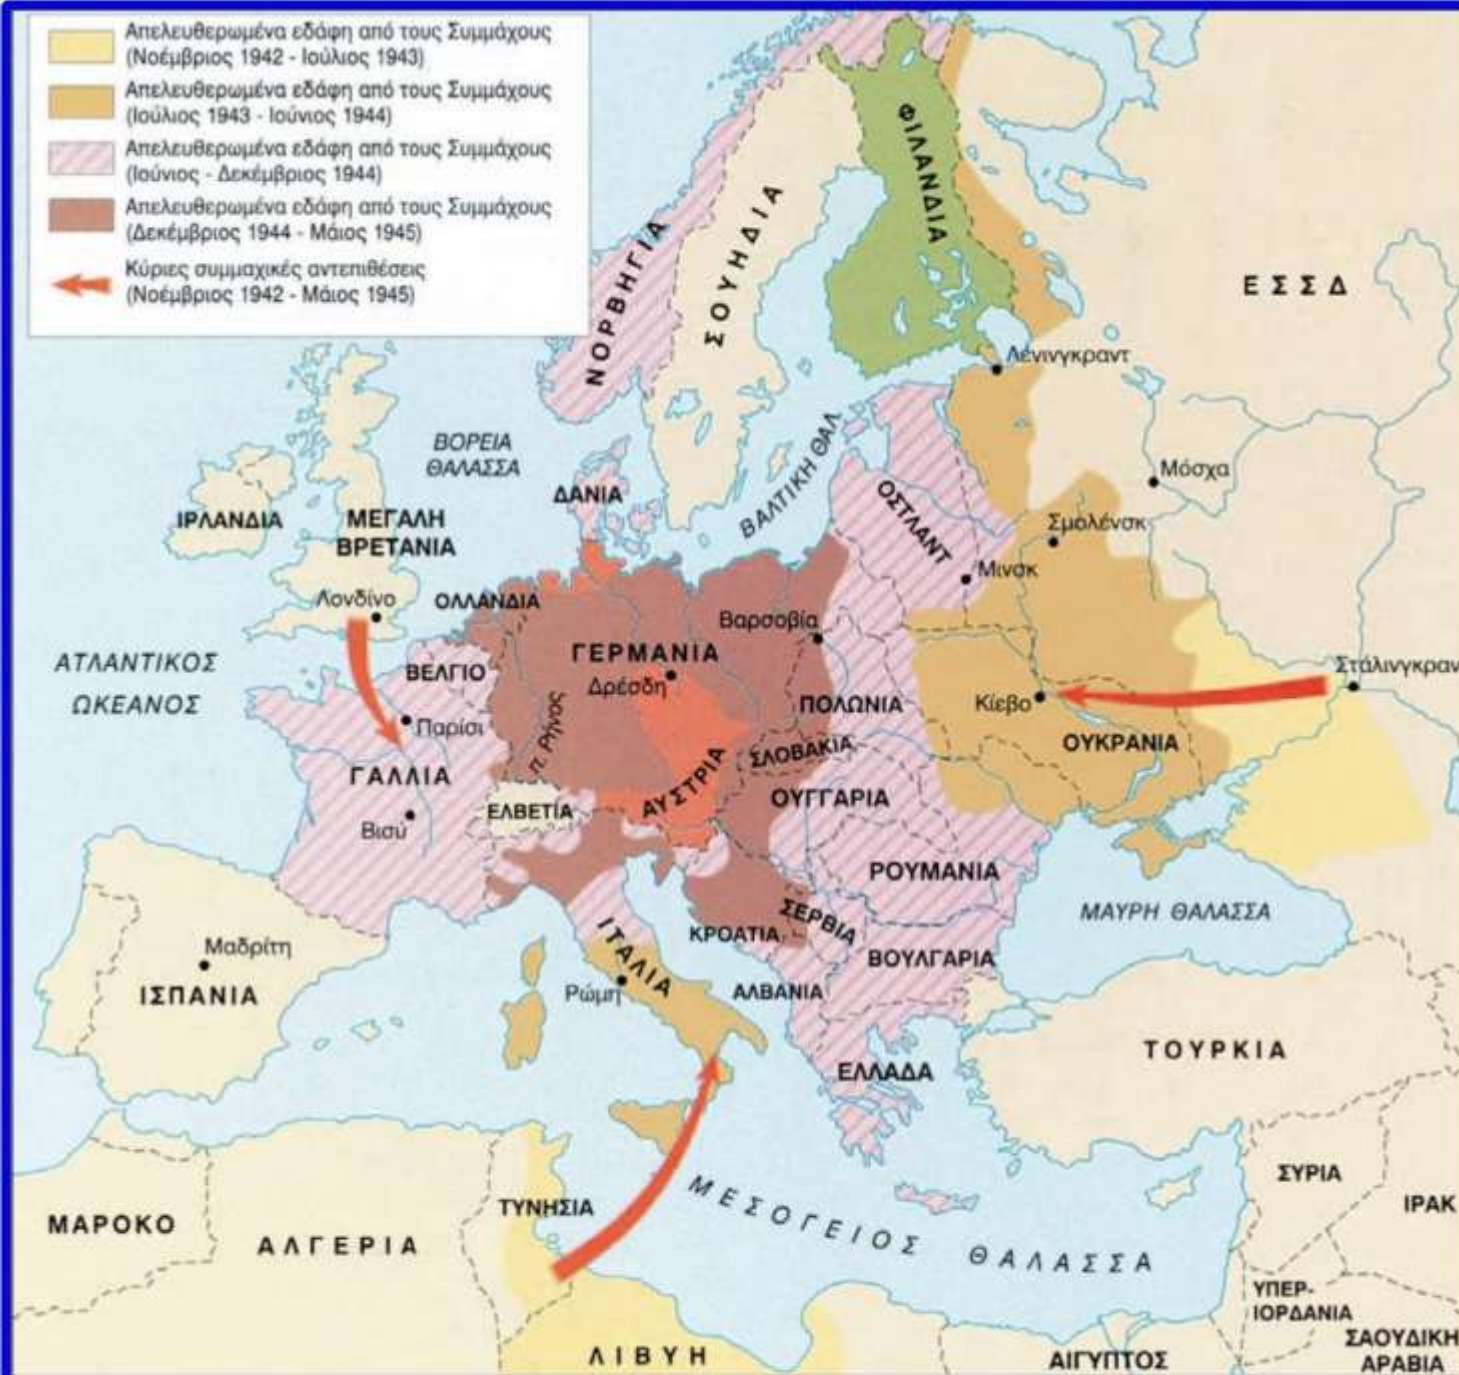 Απελευθερωμένα εδάφη από τους Συμμάχους
(Νοέμβριος 1942 - Ιούλιος 1943)
Απελευθερωμένα εδάφη από τους Συμμάχους
(Ιούλιος 1943 - Ιούνιος 1944)
Απελευθερωμένα εδάφη από τους Συμμάχους
(Ιούνιος - Δεκέμβριος 1944)
Απελευθερωμένα εδάφη από τους Συμμάχους
(Δεκέμβριος 1944 - Μάιος 1945)
Κύριες συμμαχικές αντεπιθέσεις
(Νοέμβριος 1942 - Μάιος 1945)
ΦΙΛΑΝΔΙΑ
ΝΟΡΒΗΓΙΑ
ΣΟΥΗΔΙΑ
ΕΣΣΔ
Λένινγκραντ
ΒΟΡΕΙΑ
ΘΑΛΑΣΣΑ
ΒΑΛΤΙΚΗ ΘΑΛ.
Μόσχα
ΔΑΝΙΑ
ΟΣΤΛΑΝΤ
ΙΡΛΑΝΔΙΑ
ΜΕΓΑΛΗ
ΒΡΕΤΑΝΙΑ
Σμολένσκ
Μινσκ
Λονδίνο
ΟΛΛΑΝΔΙΑ
Βαρσοβία
ΑΤΛΑΝΤΙΚΟΣ
ΩΚΕΑΝΟΣ
ΒΕΛΓΙΟ
ΓΕΡΜΑΝΙΑ
Δρέσδη
Στάλινγκραν
ΠΟΛΩΝΙΑ
Κίεβο
Παρίσι
π. Ρήνος
ΟΥΚΡΑΝΙΑ
ΣΛΟΒΑΚΙΑ
ΓΑΛΛΙΑ
ΑΥΣΤΡΙΑ
ΟΥΓΓΑΡΙΑ
ΕΛΒΕΤΙΑ
Βισύ
ΡΟΥΜΑΝΙΑ
ΜΑΥΡΗ ΘΑΛΑΣΣΑ
ΣΕΡΒΙΑ
ΚΡΟΑΤΙΑ
ΙΤΑΛΙΑ
Μαδρίτη
ΒΟΥΛΓΑΡΙΑ
ΙΣΠΑΝΙΑ
Ρώμη
ΑΛΒΑΝΙΑ
ΤΟΥΡΚΙΑ
ΕΛΛΑΔΑ
ΣΥΡΙΑ
ΙΡΑΚ
ΤΥΝΗΣΙΑ
ΜΕΣΟΓΕΙΟΣ ΘΑΛΑΣΣΑ
ΜΑΡΟΚΟ
ΑΛΓΕΡΙΑ
ΥΠΕΡ-
ΙΟΡΔΑΝΙΑ
ΛΙΒΥΗ
ΑΙΓΥΠΤΟΣ
ΣΑΟΥΔΙΚΗ
ΑΡΑΒΙΑ